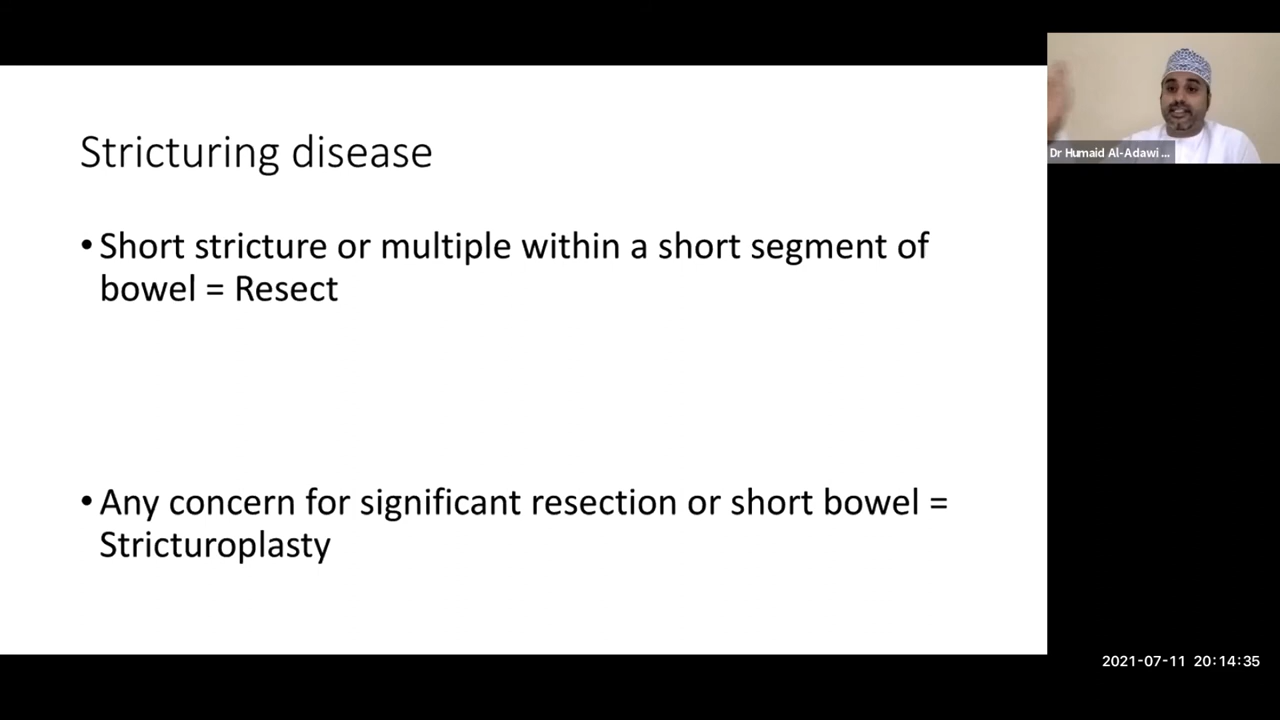 Stricturing disease
• Short stricture or multiple within a short segment of
bowel = Resect
• Any concern for significant resection or short bowel =
Stricturoplasty
Dr Humaid Al-Adawi ...
2021-07-11 20:14:35